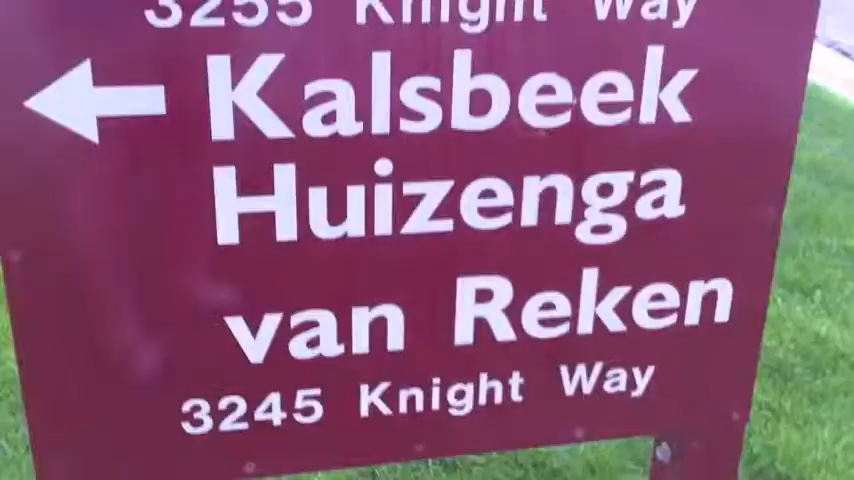 3255 Knight Way
Kalsbeek
Huizenga
van Reken
3245 Knight Way